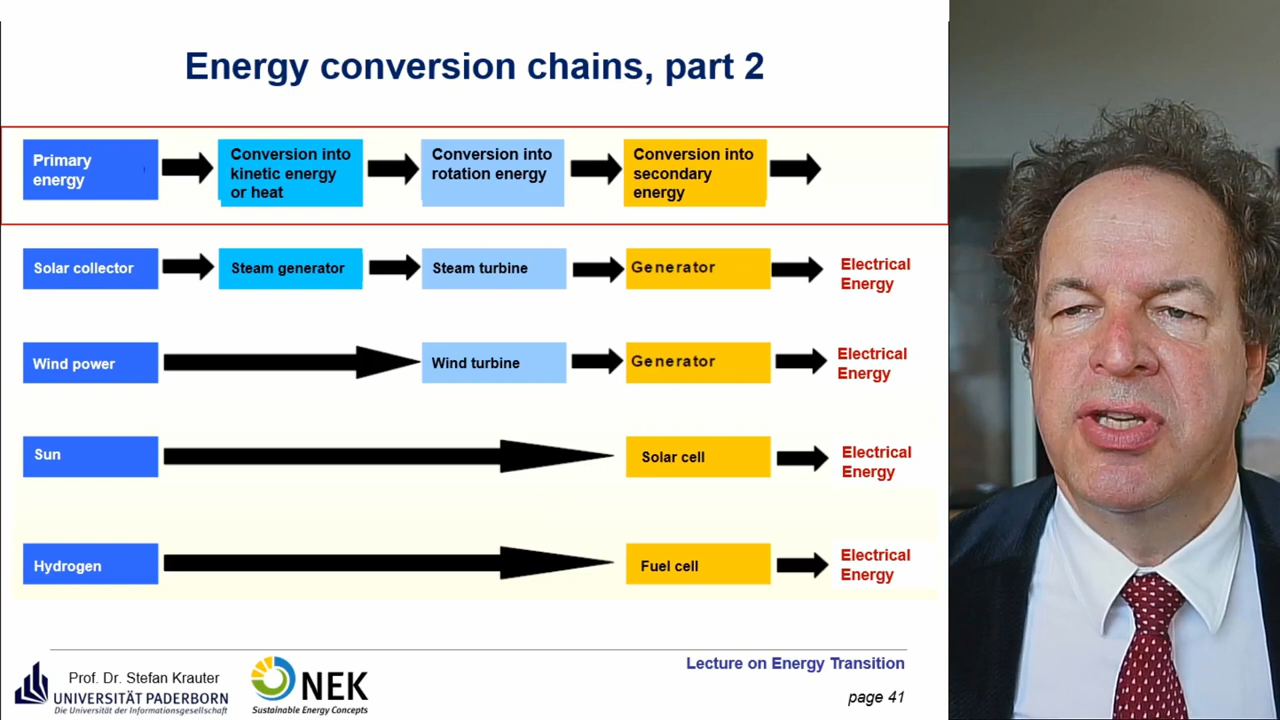 Energy conversion chains, part 2
Primary
energy
Conversion into
kinetic energy
or heat
Conversion into
rotation energy
Conversion into
secondary
energy
Solar collector
Steam generator
Steam turbine
Generator
Electrical
Energy
Wind power
Wind turbine
Generator
Electrical
Energy
Sun
Solar cell
Electrical
Energy
Hydrogen
Fuel cell
Electrical
Energy
Prof. Dr. Stefan Krauter
UNIVERSITÄT PADERBORN
Die Universität der Informationsgesellschaft
NEK
Sustainable Energy Concepts
Lecture on Energy Transition
page 41